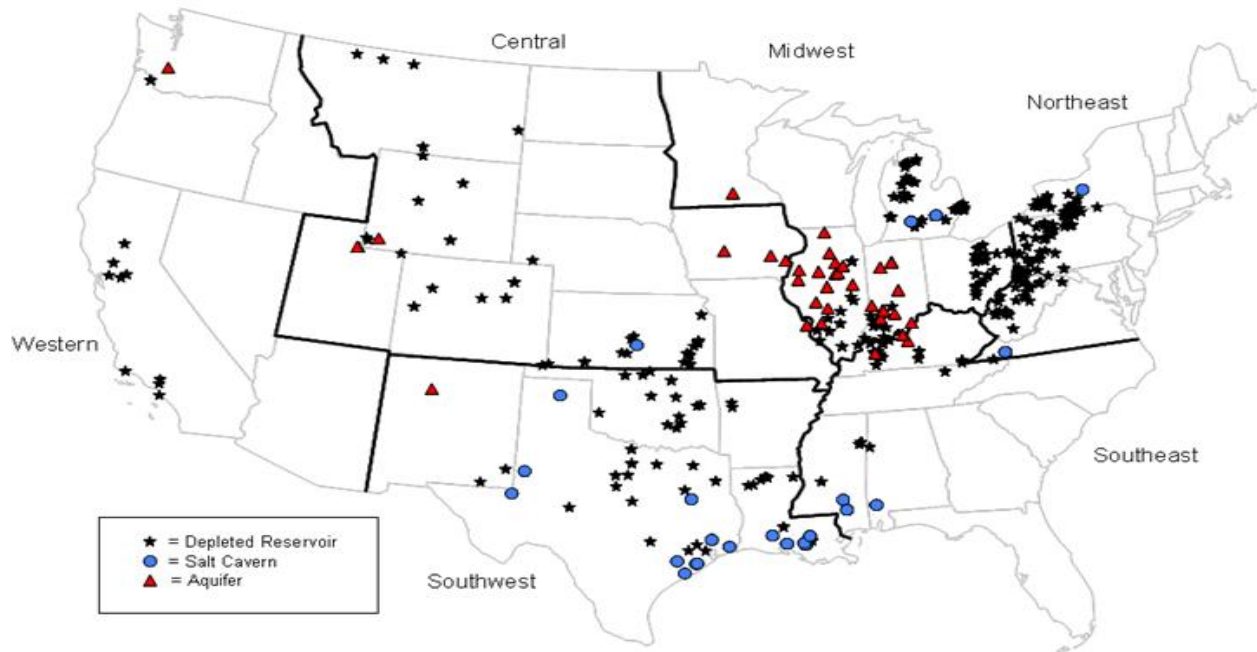 Central
Midwest
Northeast
Western
Southeast
Southwest
= Depleted Reservoir
= Salt Cavern
= Aquifer